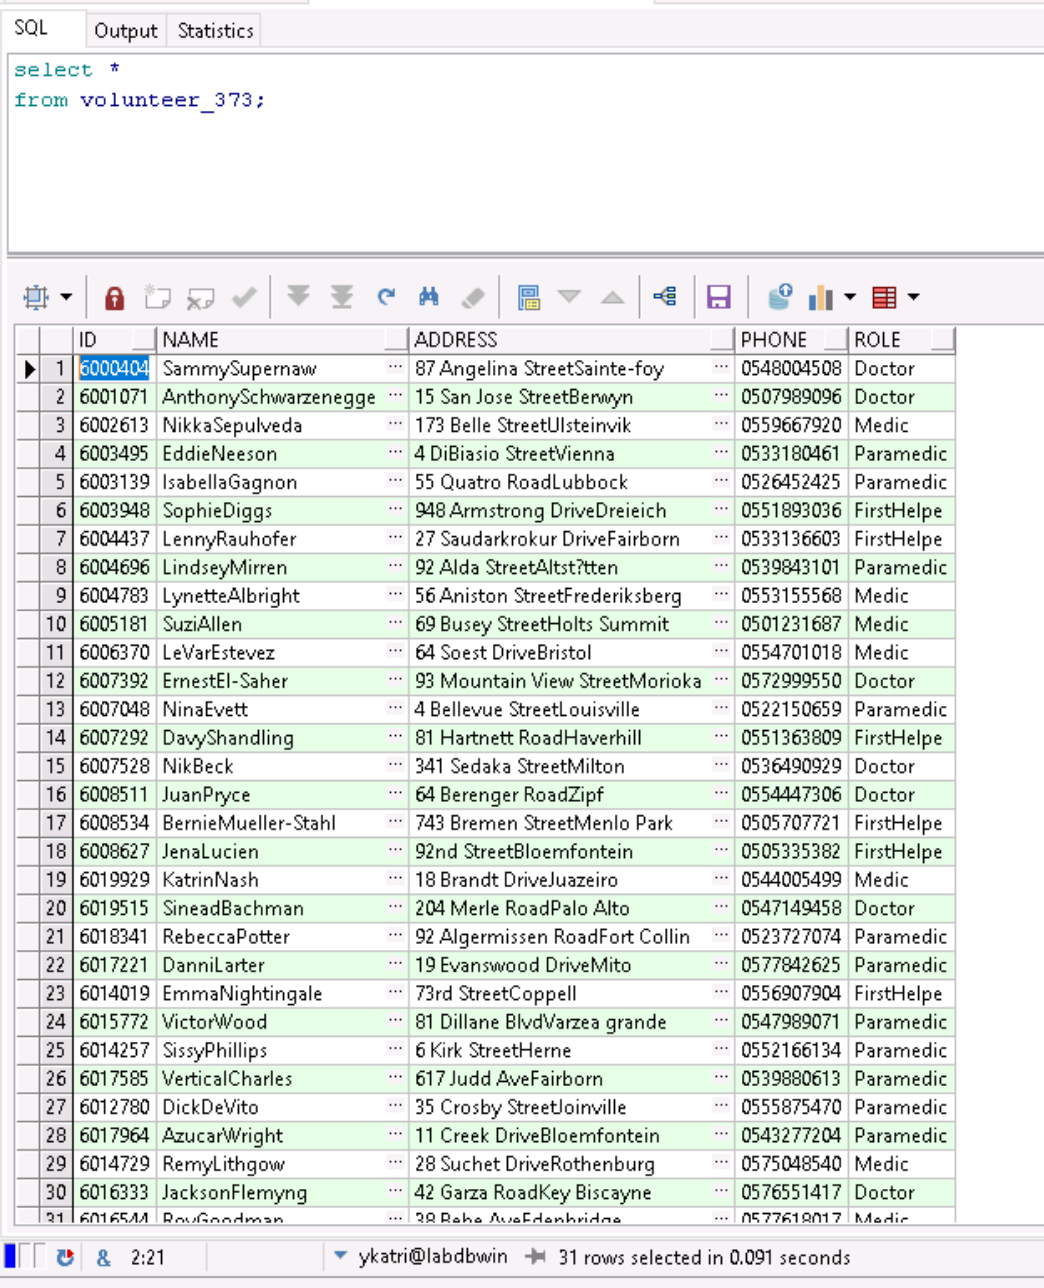 SQL Output Statistics
select *
from volunteer_373;
ID NAME ADDRESS PHONE ROLE
1 6000404 SammySupernaw ... 87 Angelina StreetSainte-foy ... 0548004508 Doctor
2 6001071 AnthonySchwarzenegge ... 15 San Jose StreetBerwyn ... 0507989096 Doctor
3 6002613 NikkaSepulveda ... 173 Belle StreetUlsteinvik ... 0559667920 Medic
4 6003495 EddieNeeson ... 4 DiBiasio StreetVienna ... 0533180461 Paramedic
5 6003139 IsabellaGagnon ... 55 Quatro RoadLubbock ... 0526452425 Paramedic
6 6003948 SophieDiggs ... 948 Armstrong DriveDreieich ... 0551893036 FirstHelpe
7 6004437 LennyRauhofer ... 27 Saudarkrokur DriveFairborn ... 0533136603 FirstHelpe
8 6004696 LindseyMirren ... 92 Alda StreetAltst?tten ... 0539843101 Paramedic
9 6004783 LynetteAlbright ... 56 Aniston StreetFrederiksberg ... 0553155568 Medic
10 6005181 SuziAllen ... 69 Busey StreetHolts Summit ... 0501231687 Medic
11 6006370 LeVarEstevez ... 64 Soest DriveBristol ... 0554701018 Medic
12 6007392 ErnestEl-Saher ... 93 Mountain View StreetMorioka ... 0572999550 Doctor
13 6007048 NinaEvett ... 4 Bellevue StreetLouisville ... 0522150659 Paramedic
14 6007292 DavyShandling ... 81 Hartnett RoadHaverhill ... 0551363809 FirstHelpe
15 6007528 NikBeck ... 341 Sedaka StreetMilton ... 0536490929 Doctor
16 6008511 JuanPryce ... 64 Berenger RoadZipf ... 0554447306 Doctor
17 6008534 BernieMueller-Stahl ... 743 Bremen StreetMenlo Park ... 0505707721 FirstHelpe
18 6008627 JenaLucien ... 92nd StreetBloemfontein ... 0505335382 FirstHelpe
19 6019929 KatrinNash ... 18 Brandt DriveJuazeiro ... 0544005499 Medic
20 6019515 SineadBachman ... 204 Merle RoadPalo Alto ... 0547149458 Doctor
21 6018341 RebeccaPotter ... 92 Algermissen RoadFort Collin ... 0523727074 Paramedic
22 6017221 DanniLarter ... 19 Evanswood DriveMito ... 0577842625 Paramedic
23 6014019 EmmaNightingale ... 73rd StreetCoppell ... 0556907904 FirstHelpe
24 6015772 VictorWood ... 81 Dillane BlvdVarzea grande ... 0547989071 Paramedic
25 6014257 SissyPhillips ... 6 Kirk StreetHerne ... 0552166134 Paramedic
26 6017585 VerticalCharles ... 617 Judd AveFairborn ... 0539880613 Paramedic
27 6012780 DickDeVito ... 35 Crosby StreetJoinville ... 0555875470 Paramedic
28 6017964 AzucarWright ... 11 Creek DriveBloemfontein ... 0543277204 Paramedic
29 6014729 RemyLithgow ... 28 Suchet DriveRothenburg ... 0575048540 Medic
30 6016333 JacksonFlemyng ... 42 Garza RoadKey Biscayne ... 0576551417 Doctor
31 6016544 RoyGoodman ... 38 Bebe AveEdenbridge ... 0577618017 Medic
& 2:21 ykatri@labdbwin 31 rows selected in 0.091 seconds